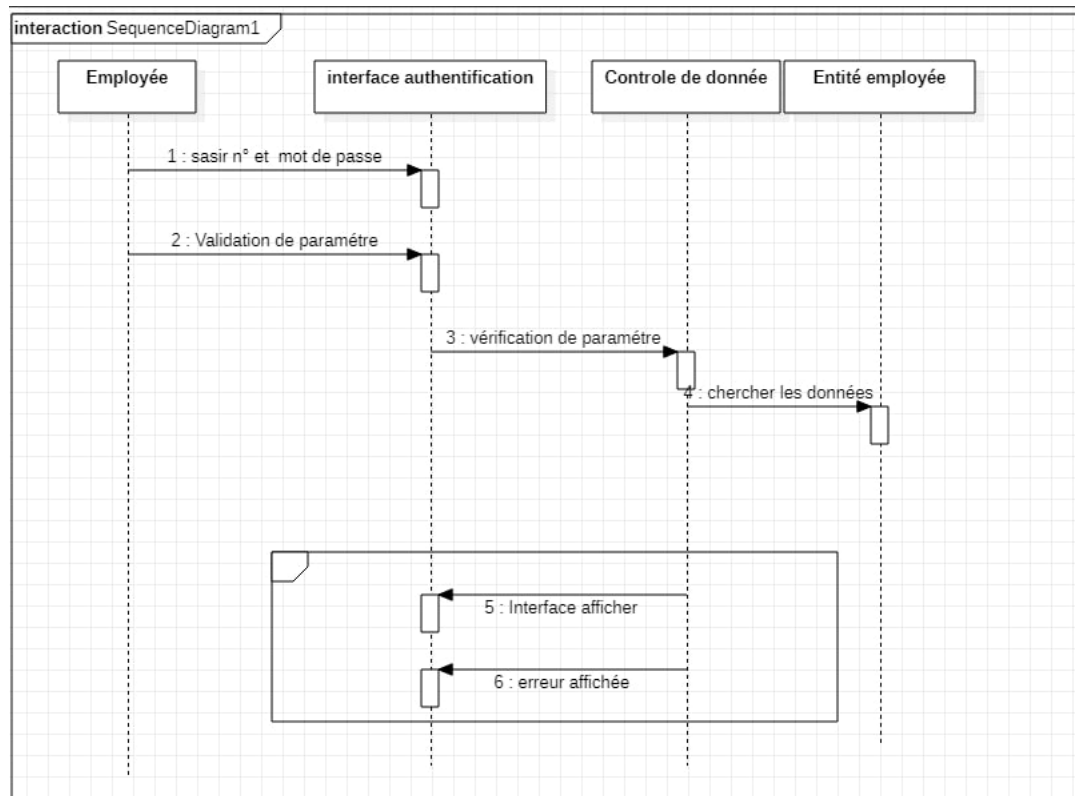 interaction SequenceDiagram1
Employée
interface authentification
Controle de donnée
Entité employée
1 : sasir n° et mot de passe
2 : Validation de paramétre
3 : vérification de paramétre
4 : chercher les données
5 : Interface afficher
6 : erreur affichée